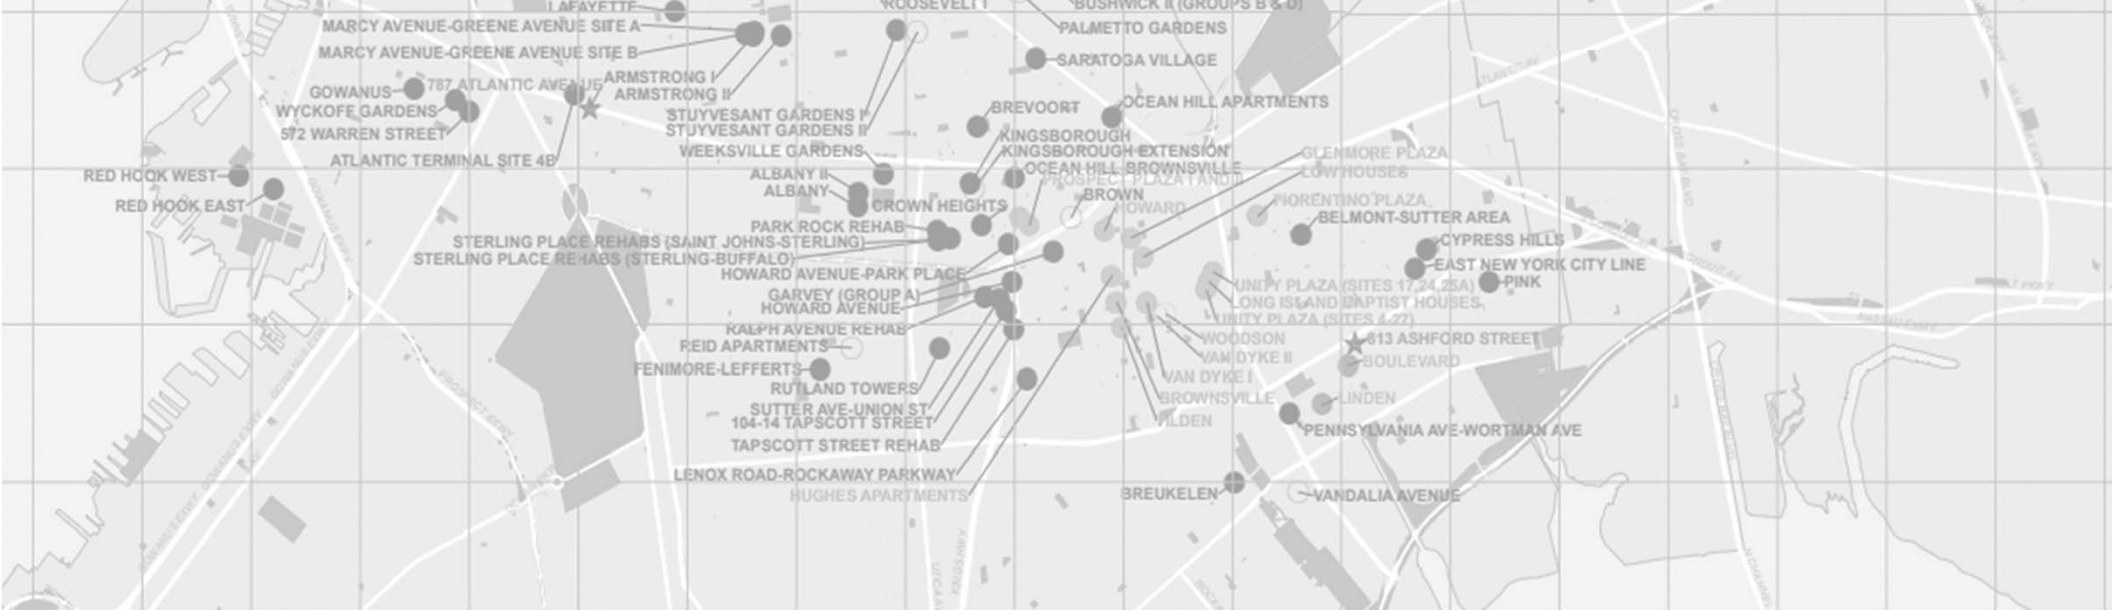 LAFAYETTE
ROOSEVELT I
BUSHWICK II (GROUPS B & D)
MARCY AVENUE-GREENE AVENUE SITE A
PALMETTO GARDENS
MARCY AVENUE-GREENE AVENUE SITE B
SARATOGA VILLAGE
ARMSTRONG I
GOWANUS
787 ATLANTIC AVENUE
ARMSTRONG II
WYCKOFF GARDENS
BREVOORT
OCEAN HILL APARTMENTS
STUYVESANT GARDENS I
572 WARREN STREET
STUYVESANT GARDENS II
KINGSBOROUGH
ATLANTIC TERMINAL SITE 4B
WEEKSVILLE GARDENS
KINGSBOROUGH EXTENSION
GLENMORE PLAZA
RED HOOK WEST
ALBANY II
OCEAN HILL-BROWNSVILLE
LOW HOUSES
PROSPECT PLAZA I AND II
ALBANY
BROWN
RED HOOK EAST
CROWN HEIGHTS
HOWARD
FIORENTINO PLAZA
BELMONT-SUTTER AREA
PARK ROCK REHAB
STERLING PLACE REHABS (SAINT JOHNS-STERLING)
CYPRESS HILLS
STERLING PLACE REHABS (STERLING-BUFFALO)
EAST NEW YORK CITY LINE
HOWARD AVENUE-PARK PLACE
PINK
UNITY PLAZA (SITES 17,24,25A)
GARVEY (GROUP A)
LONG ISLAND BAPTIST HOUSES
HOWARD AVENUE
UNITY PLAZA (SITES 4-27)
RALPH AVENUE REHAB
WOODSON
813 ASHFORD STREET
REID APARTMENTS
VAN DYKE II
BOULEVARD
FENIMORE-LEFFERTS
VAN DYKE I
RUTLAND TOWERS
BROWNSVILLE
LINDEN
SUTTER AVE-UNION ST
104-14 TAPSCOTT STREET
TILDEN
PENNSYLVANIA AVE-WORTMAN AVE
TAPSCOTT STREET REHAB
LENOX ROAD-ROCKAWAY PARKWAY
HUGHES APARTMENTS
BREUKELEN
VANDALIA AVENUE
GOWANUS EXPY
PROSPECT EXPY
ATLANTIC AV